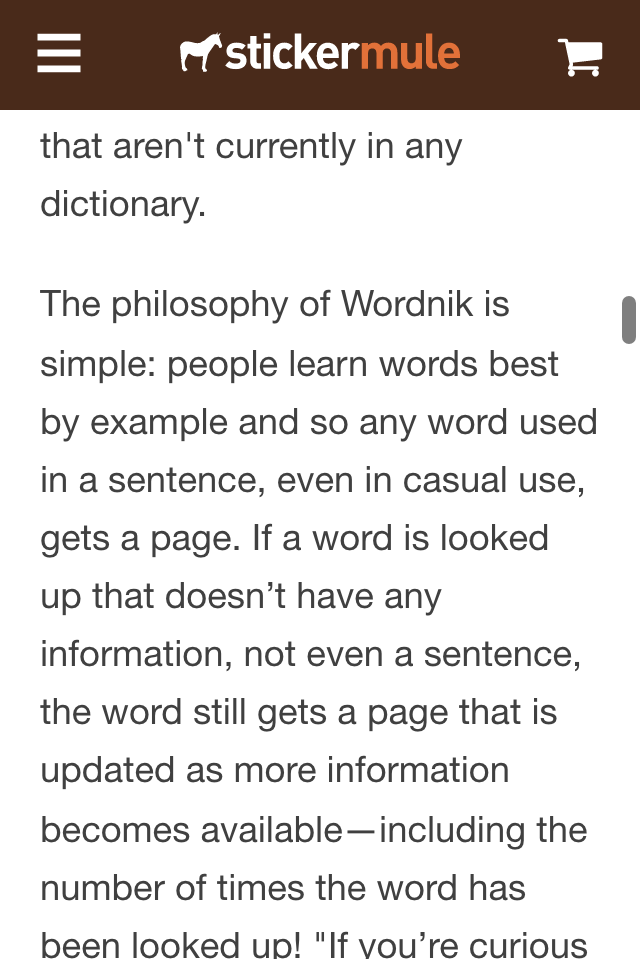 stickermule
that aren't currently in any
dictionary.
The philosophy of Wordnik is
simple: people learn words best
by example and so any word used
in a sentence, even in casual use,
gets a page. If a word is looked
up that doesn’t have any
information, not even a sentence,
the word still gets a page that is
updated as more information
becomes available—including the
number of times the word has
been looked up! "If you’re curious